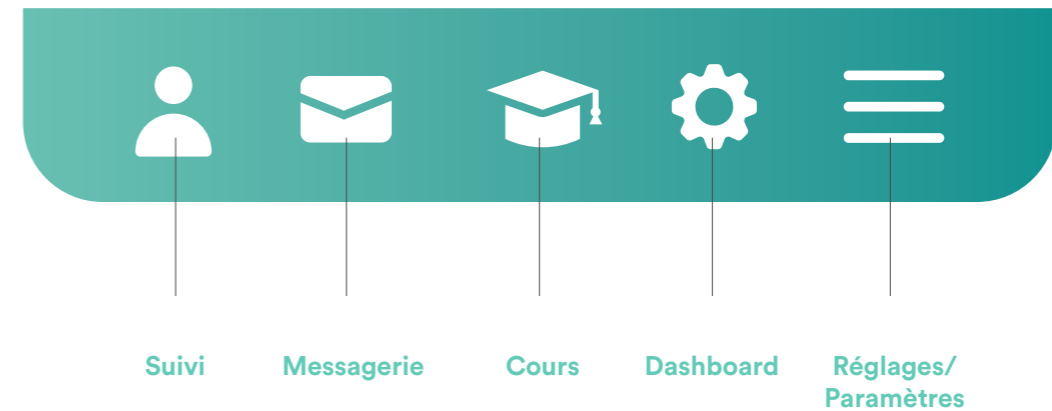 Suivi
Messagerie
Cours
Dashboard
Réglages/
Paramètres